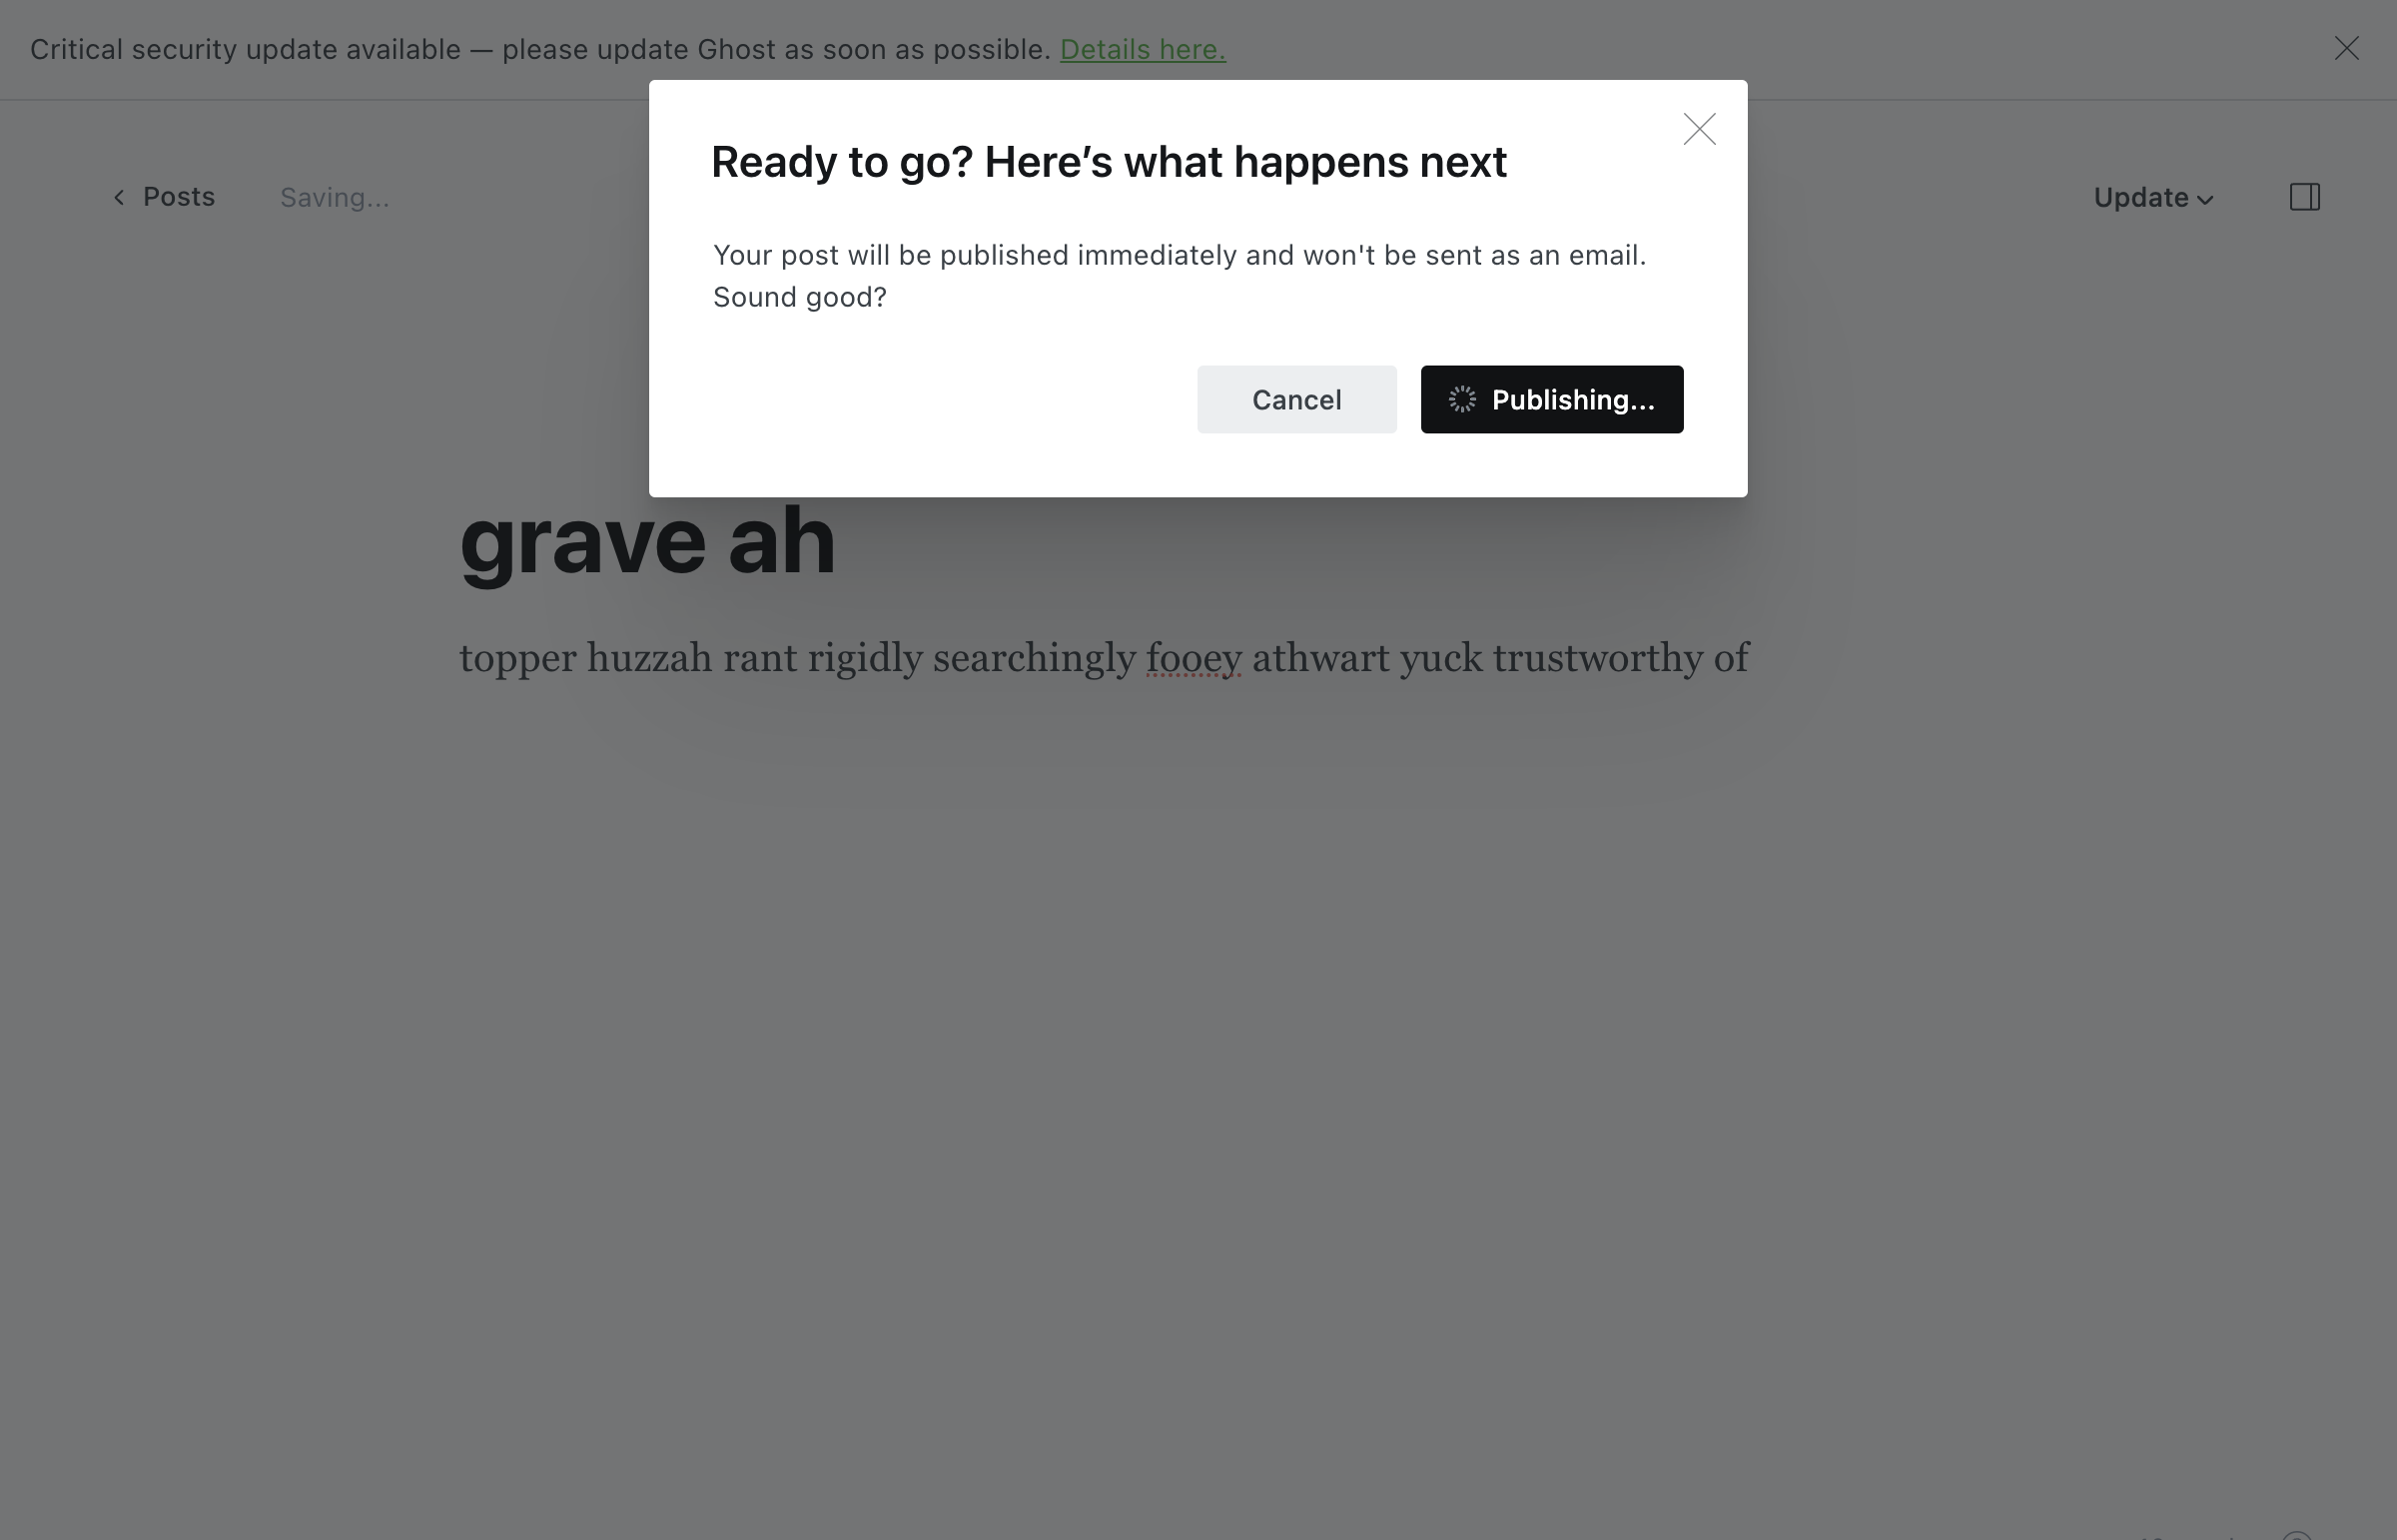 Critical security update available — please update Ghost as soon as possible. Details here.
Ready to go? Here’s what happens next
Posts
Saving...
Update
Your post will be published immediately and won't be sent as an email.
Sound good?
Cancel
Publishing...
grave ah
topper huzzah rant rigidly searchingly fooey athwart yuck trustworthy of